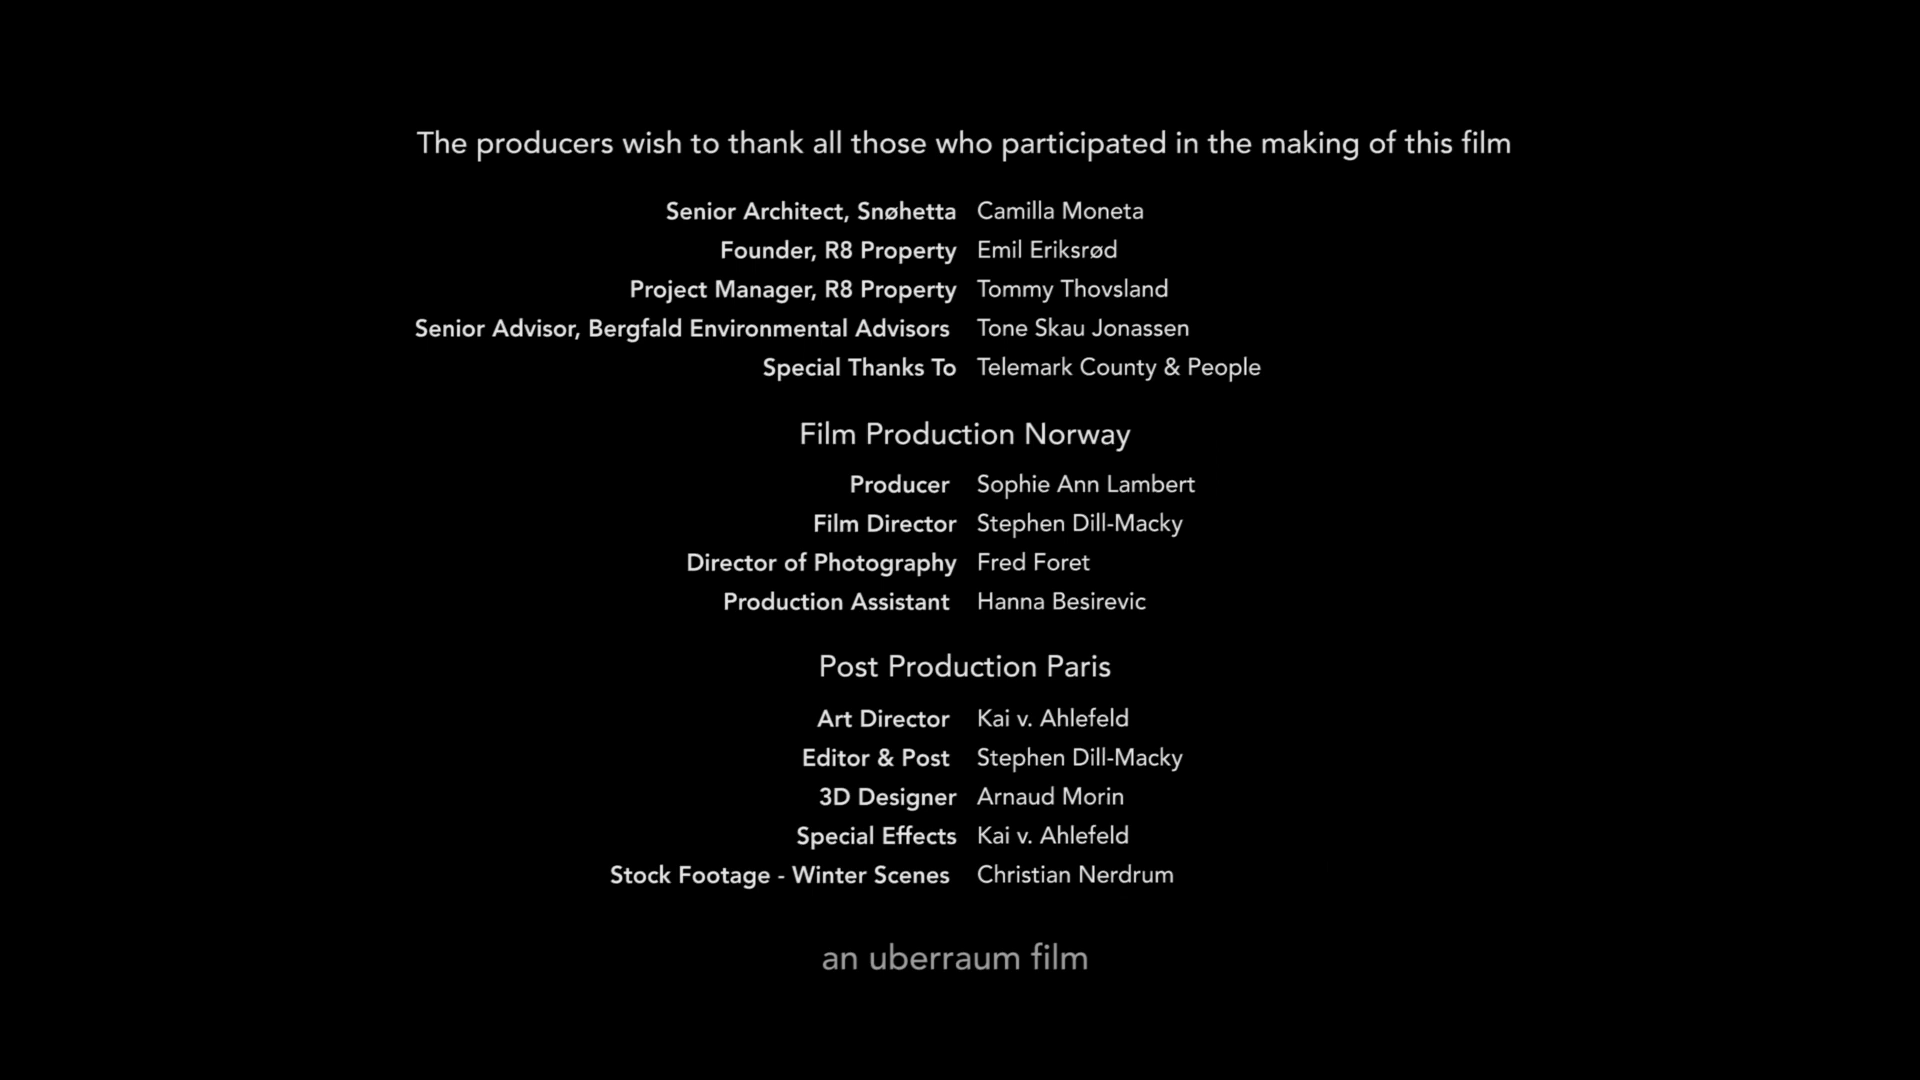 The producers wish to thank all those who participated in the making of this film
Senior Architect, Snøhetta Camilla Moneta
Founder, R8 Property Emil Eriksrød
Project Manager, R8 Property Tommy Thovsland
Senior Advisor, Bergfald Environmental Advisors Tone Skau Jonassen
Special Thanks To Telemark County & People
Film Production Norway
Producer Sophie Ann Lambert
Film Director Stephen Dill-Macky
Director of Photography Fred Foret
Production Assistant Hanna Besirevic
Post Production Paris
Art Director Kai v. Ahlefeld
Editor & Post Stephen Dill-Macky
3D Designer Arnaud Morin
Special Effects Kai v. Ahlefeld
Stock Footage - Winter Scenes Christian Nerdrum
an uberraum film